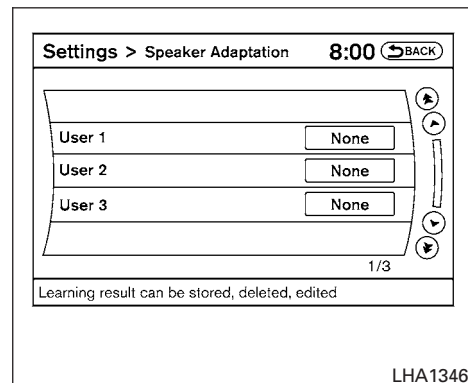 Settings > Speaker Adaptation 8:00 BACK
User 1 None
User 2 None
User 3 None
1/3
Learning result can be stored, deleted, edited
LHA1346